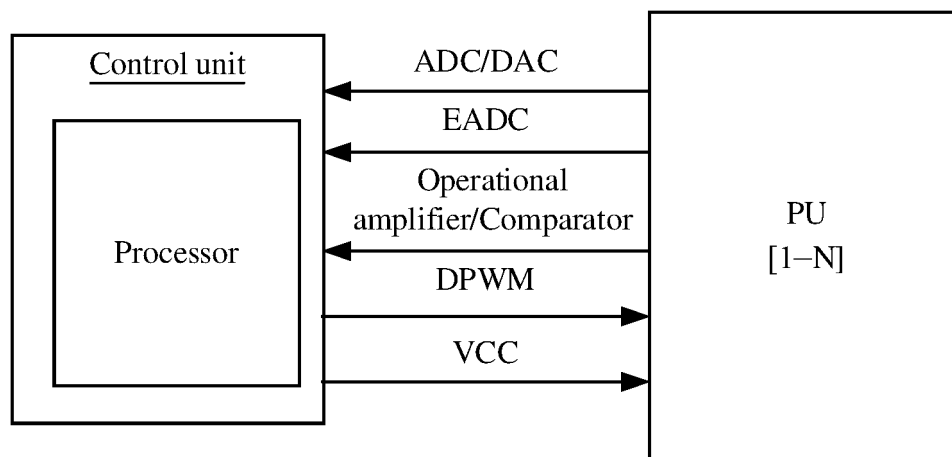 Control unit
Processor
ADC/DAC
EADC
Operational
amplifier/Comparator
DPWM
VCC
PU
[1–N]